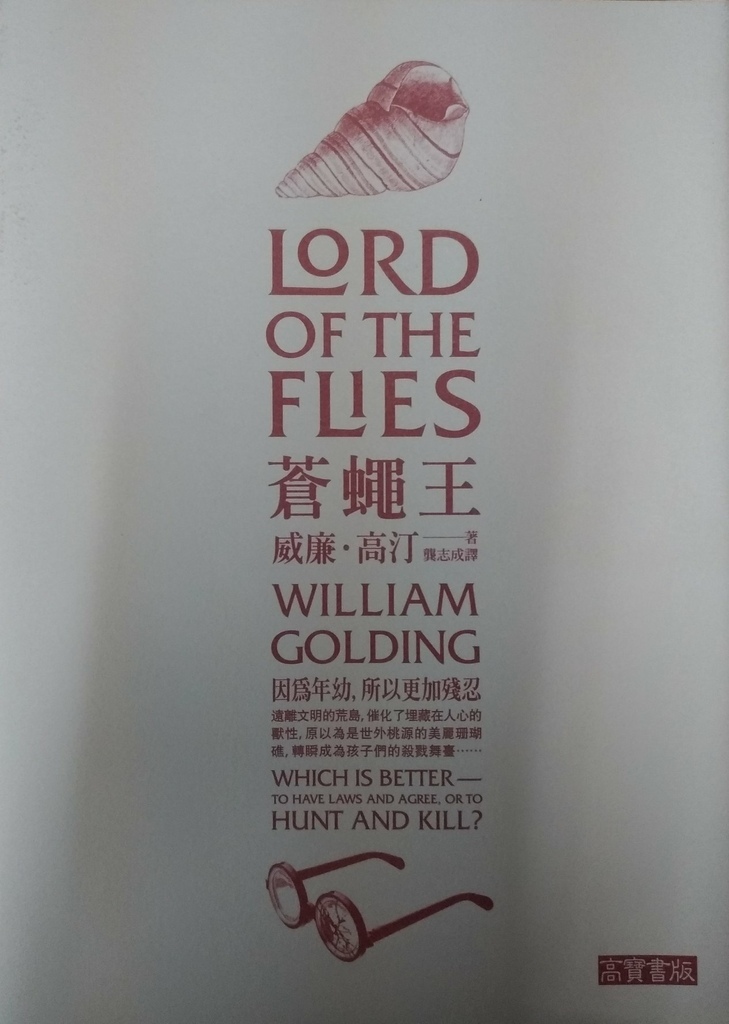 LORD
OF THE
FLIES
蒼蠅王
威廉·高汀——著
龔志成譯
WILLIAM
GOLDING
因為年幼,所以更加殘忍
遠離文明的荒島,催化了埋藏在人心的
獸性,原以為是世外桃源的美麗珊瑚
礁,轉瞬成為孩子們的殺戮舞臺……
WHICH IS BETTER—
TO HAVE LAWS AND AGREE, OR TO
HUNT AND KILL?
高寶書版